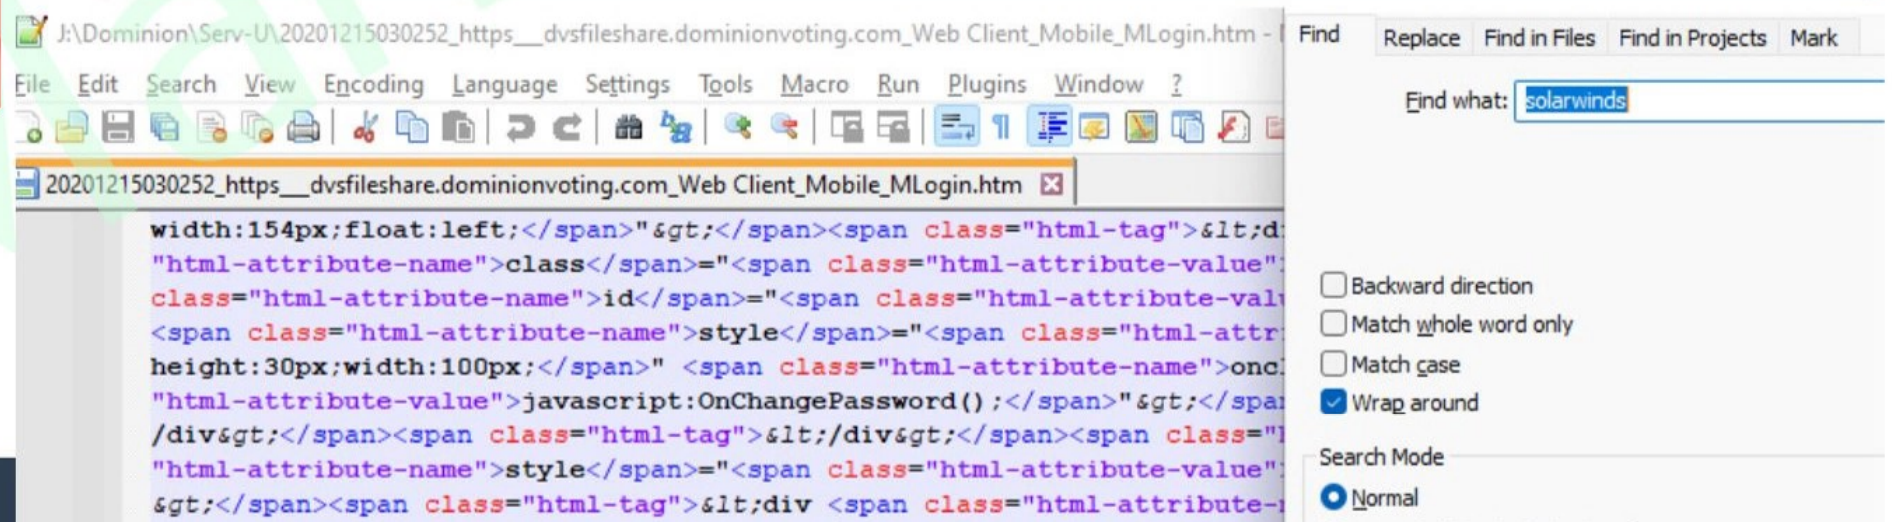 J:\Dominion\Serv-U\20201215030252_https___dvsfileshare.dominionvoting.com_Web Client_Mobile_MLogin.htm -
File Edit Search View Encoding Language Settings Tools Macro Run Plugins Window ?
20201215030252_https___dvsfileshare.dominionvoting.com_Web Client_Mobile_MLogin.htm
width:154px;float:left;</span>"&gt;</span><span class="html-tag">&lt;d
"html-attribute-name">class</span>="<span class="html-attribute-value"
class="html-attribute-name">id</span>="<span class="html-attribute-val
<span class="html-attribute-name">style</span>="<span class="html-attr
height:30px;width:100px;</span>" <span class="html-attribute-name">onc
"html-attribute-value">javascript:OnChangePassword();</span>"&gt;</spa
/div&gt;</span><span class="html-tag">&lt;/div&gt;</span><span class="
"html-attribute-name">style</span>="<span class="html-attribute-value"
&gt;</span><span class="html-tag">&lt;div <span class="html-attribute-
Find Replace Find in Files Find in Projects Mark
Find what: solarwinds
Backward direction
Match whole word only
Match case
Wrap around
Search Mode
Normal